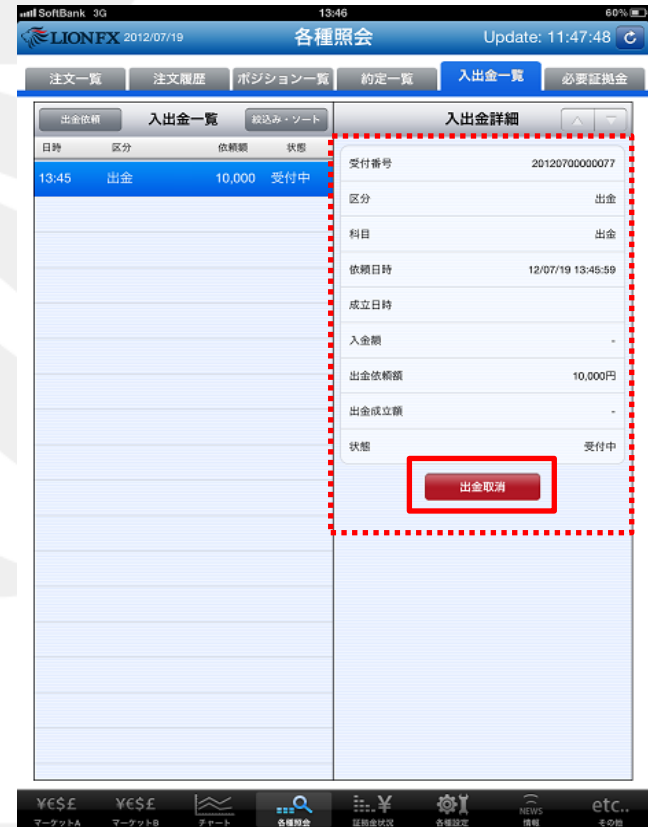 SoftBank 3G 13:46 60%
LION FX 2012/07/19 各種照会 Update: 11:47:48
注文一覧 注文履歴 ポジション一覧 約定一覧 入出金一覧 必要証拠金
出金依頼 入出金一覧 絞込み・ソート 入出金詳細
日時 区分 依頼額 状態
13:45 出金 10,000 受付中
受付番号 20120700000077
区分 出金
科目 出金
依頼日時 12/07/19 13:45:59
成立日時
入金額 -
出金依頼額 10,000円
出金成立額 -
状態 受付中
出金取消
¥€$£ ¥€$£ ¥ NEWS etc..
マーケットA マーケットB チャート 各種照会 証拠金状況 各種設定 情報 その他